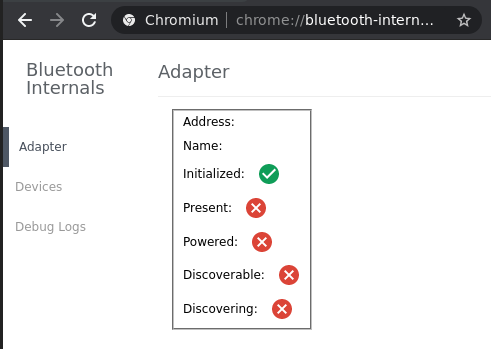 Chromium | chrome://bluetooth-intern...
Bluetooth
Internals
Adapter
Devices
Debug Logs
Adapter
Address:
Name:
Initialized:
Present:
Powered:
Discoverable:
Discovering: